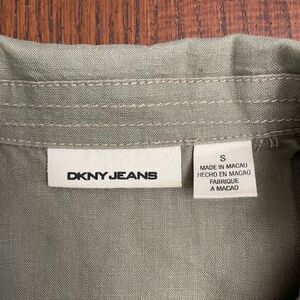 DKNY JEANS
S
MADE IN MACAU
HECHO EN MACAO
FABRIQUE
A MACAO